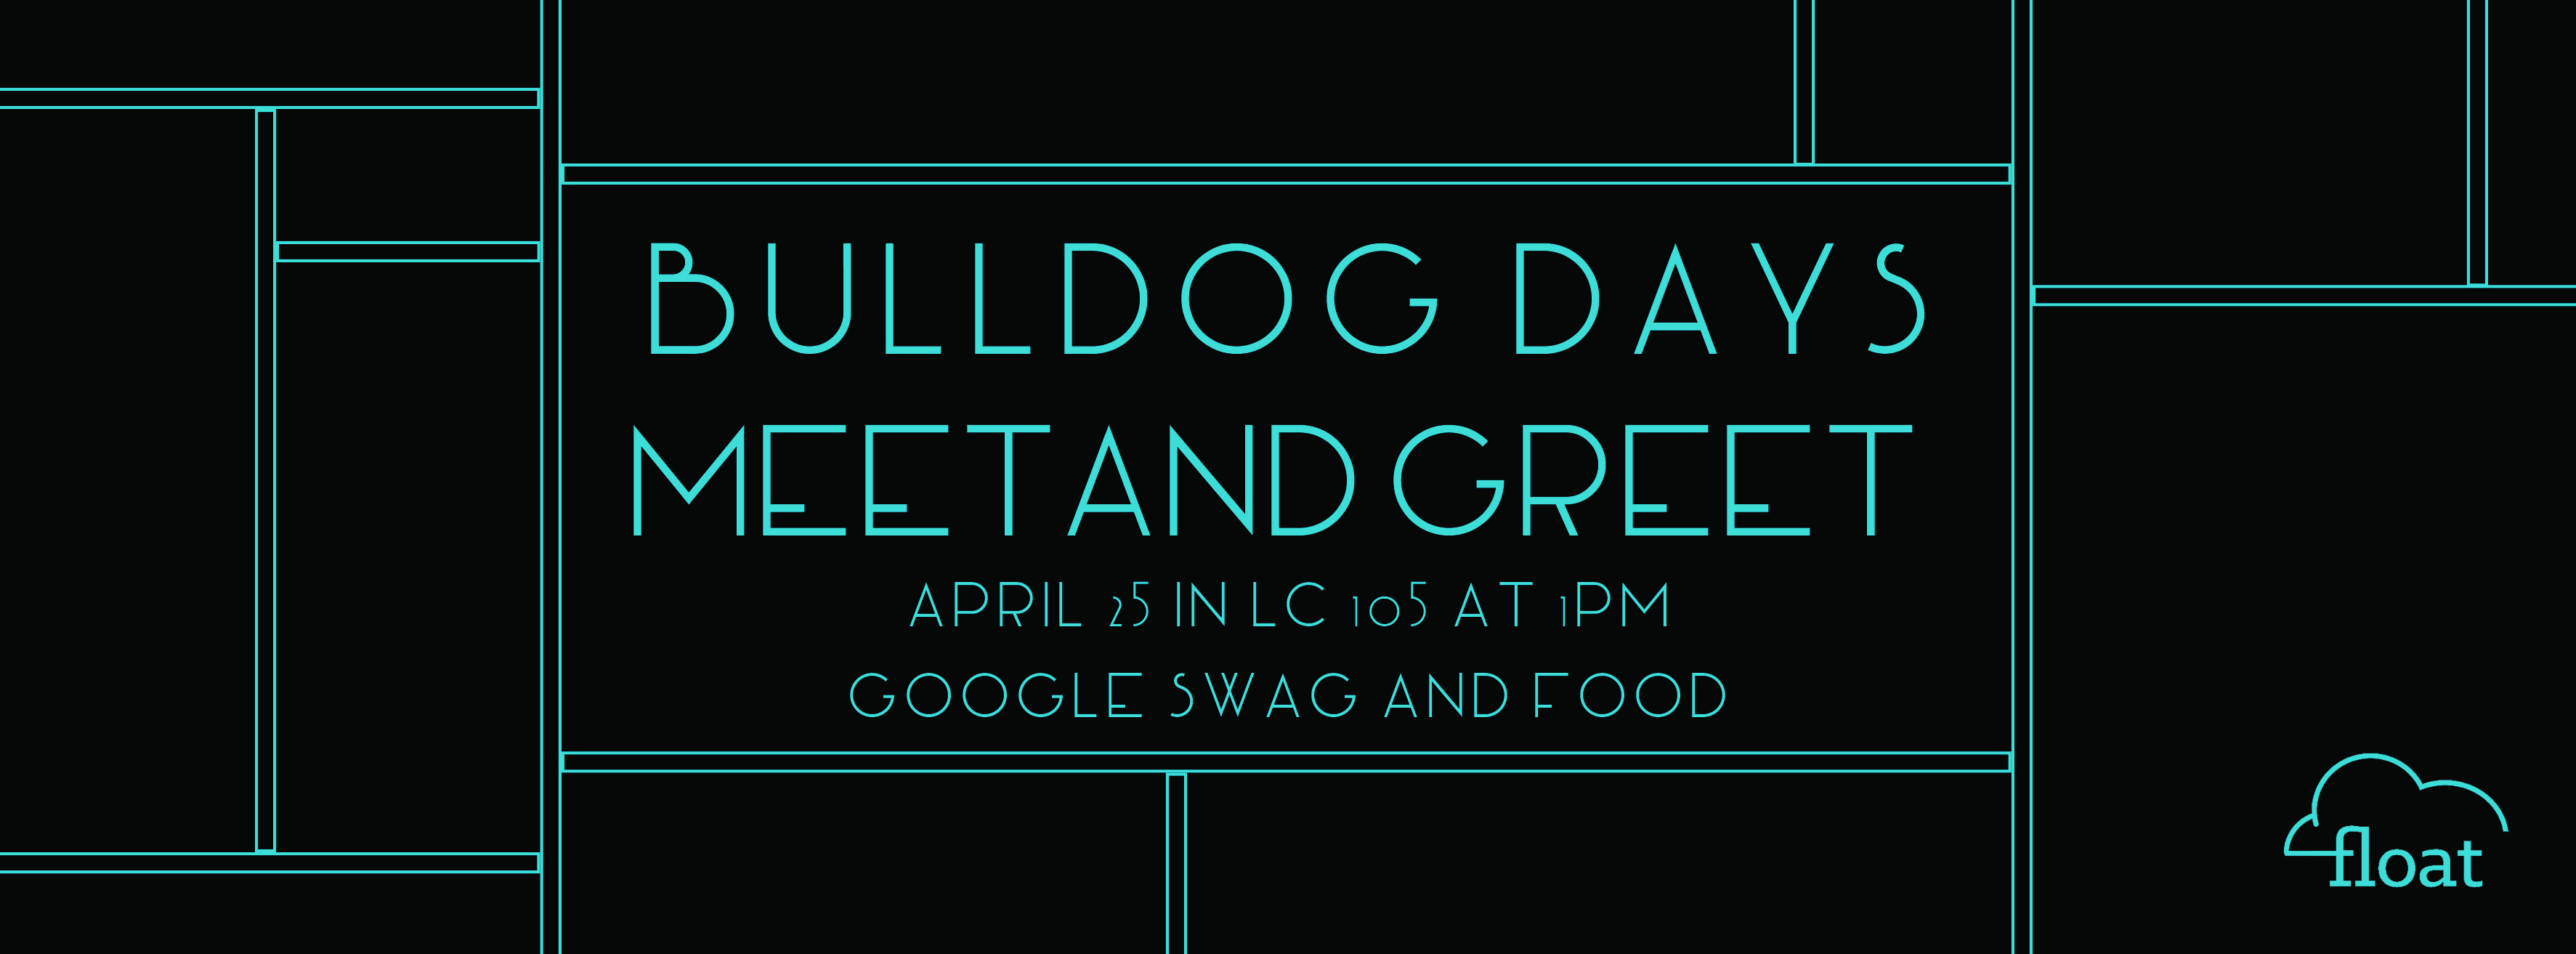 BULLDOG DAYS
MEET AND GREET
APRIL 25 IN LC 105 AT 1PM
GOOGLE SWAG AND FOOD
float